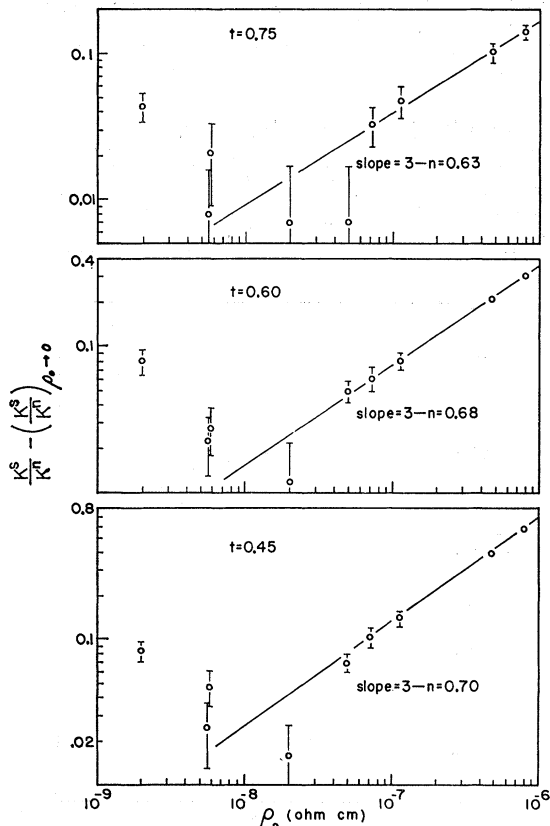 t=0.75
0.1
0.01
slope=3—n=0.63
0.4
t=0.60
0.1
slope=3—n=0.68
K^s/K^n — (K^s/K^n)ρ₀→0
0.8
t=0.45
0.1
slope=3—n=0.70
.02
10^-9
10^-8
10^-7
10^-6
ρ₀ (ohm cm)